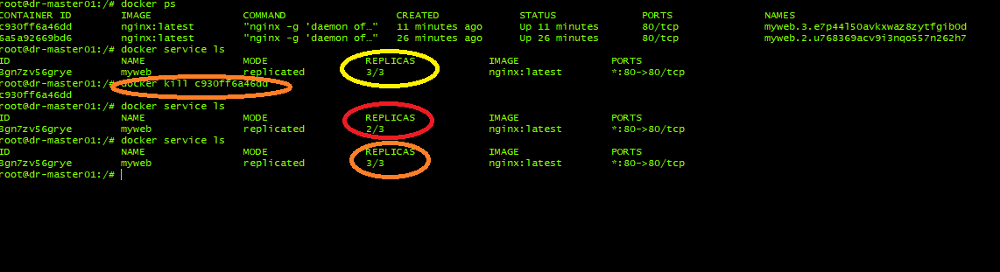 root@dr-master01:/# docker ps
CONTAINER ID IMAGE COMMAND CREATED STATUS PORTS NAMES
c930ff6a46dd nginx:latest "nginx -g 'daemon of…" 11 minutes ago Up 11 minutes 80/tcp myweb.3.e7p44l50avkxwaz8zytfgib0d
6a5a92669bd6 nginx:latest "nginx -g 'daemon of…" 26 minutes ago Up 26 minutes 80/tcp myweb.2.u768369acv9i3nqo557n262h7
root@dr-master01:/# docker service ls
ID NAME MODE REPLICAS IMAGE PORTS
3gn7zv56grye myweb replicated 3/3 nginx:latest *:80->80/tcp
root@dr-master01:/# docker kill c930ff6a46dd
c930ff6a46dd
root@dr-master01:/# docker service ls
ID NAME MODE REPLICAS IMAGE PORTS
3gn7zv56grye myweb replicated 2/3 nginx:latest *:80->80/tcp
root@dr-master01:/# docker service ls
ID NAME MODE REPLICAS IMAGE PORTS
3gn7zv56grye myweb replicated 3/3 nginx:latest *:80->80/tcp
root@dr-master01:/#